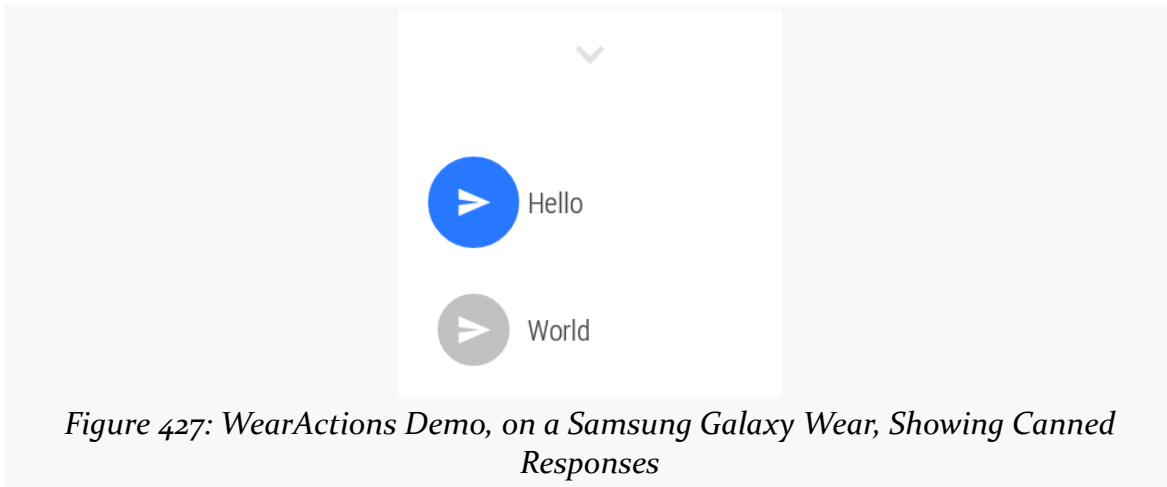 Hello
World
Figure 427: WearActions Demo, on a Samsung Galaxy Wear, Showing Canned
Responses